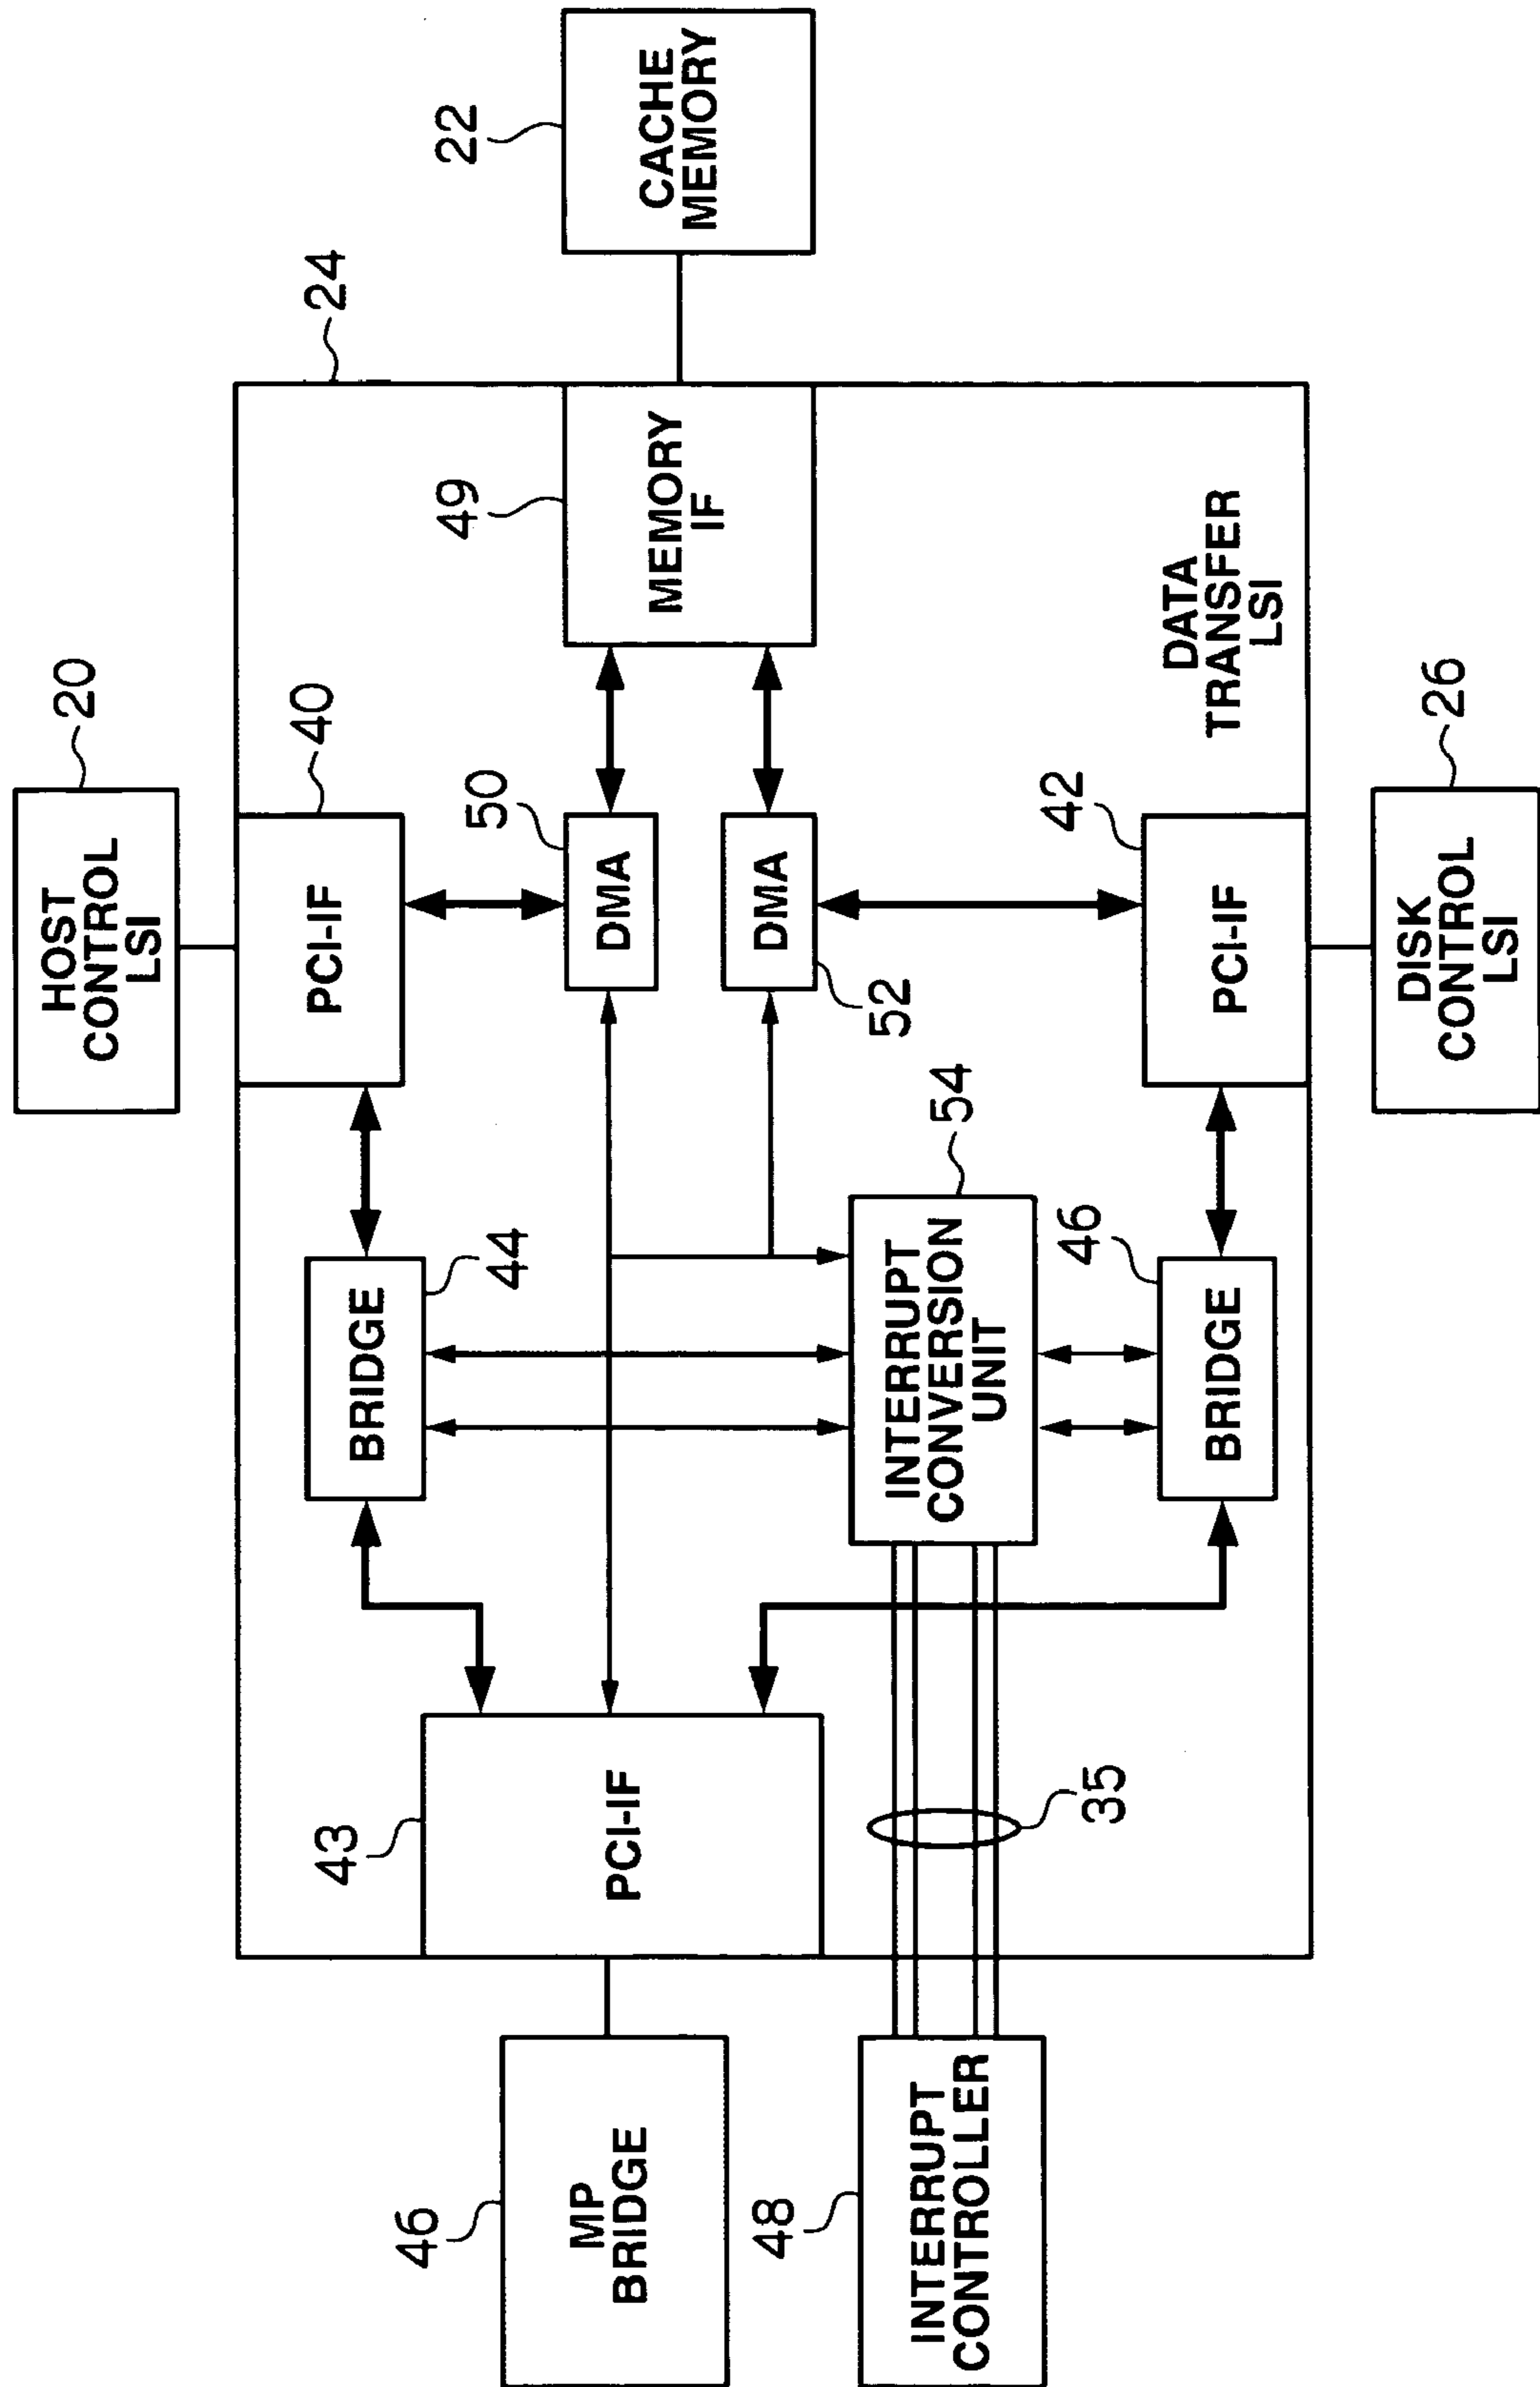 HOST
CONTROL
LSI
20
24
40
PCI-IF
BRIDGE
44
43
PCI-IF
50
DMA
DMA
52
49
MEMORY
IF
22
CACHE
MEMORY
46
MP
BRIDGE
48
INTERRUPT
CONTROLLER
35
INTERRUPT
CONVERSION
UNIT
54
46
BRIDGE
42
PCI-IF
DATA
TRANSFER
LSI
DISK
CONTROL
LSI
26